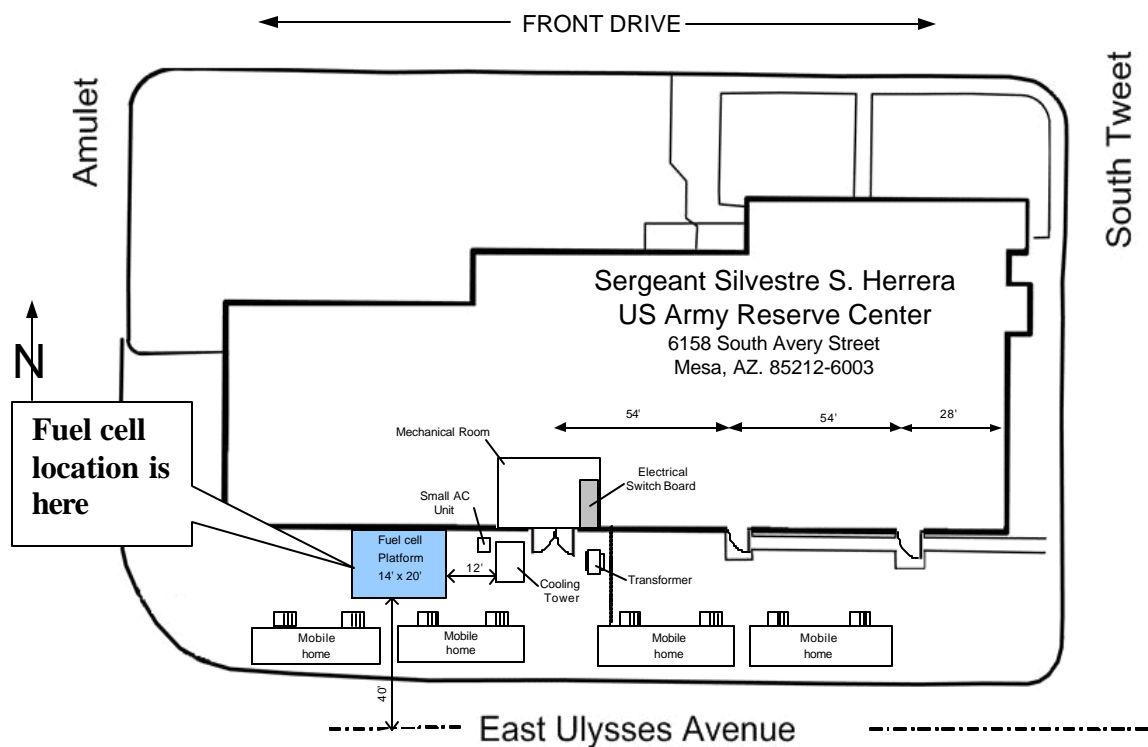 FRONT DRIVE
Amulet
South Tweet
Sergeant Silvestre S. Herrera
US Army Reserve Center
6158 South Avery Street
Mesa, AZ. 85212-6003
N
Fuel cell
location is
here
54'
54'
28'
Mechanical Room
Electrical
Switch Board
Small AC
Unit
Fuel cell
Platform
14' x 20'
12'
Cooling
Tower
Transformer
Mobile
home
Mobile
home
Mobile
home
Mobile
home
40'
East Ulysses Avenue